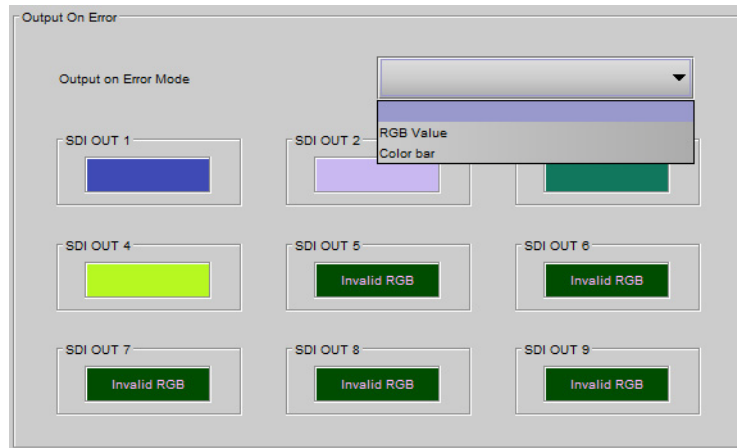 Output On Error
Output on Error Mode
RGB Value
Color bar
SDI OUT 1
SDI OUT 2
SDI OUT 4
SDI OUT 5
SDI OUT 6
Invalid RGB
Invalid RGB
SDI OUT 7
SDI OUT 8
SDI OUT 9
Invalid RGB
Invalid RGB
Invalid RGB